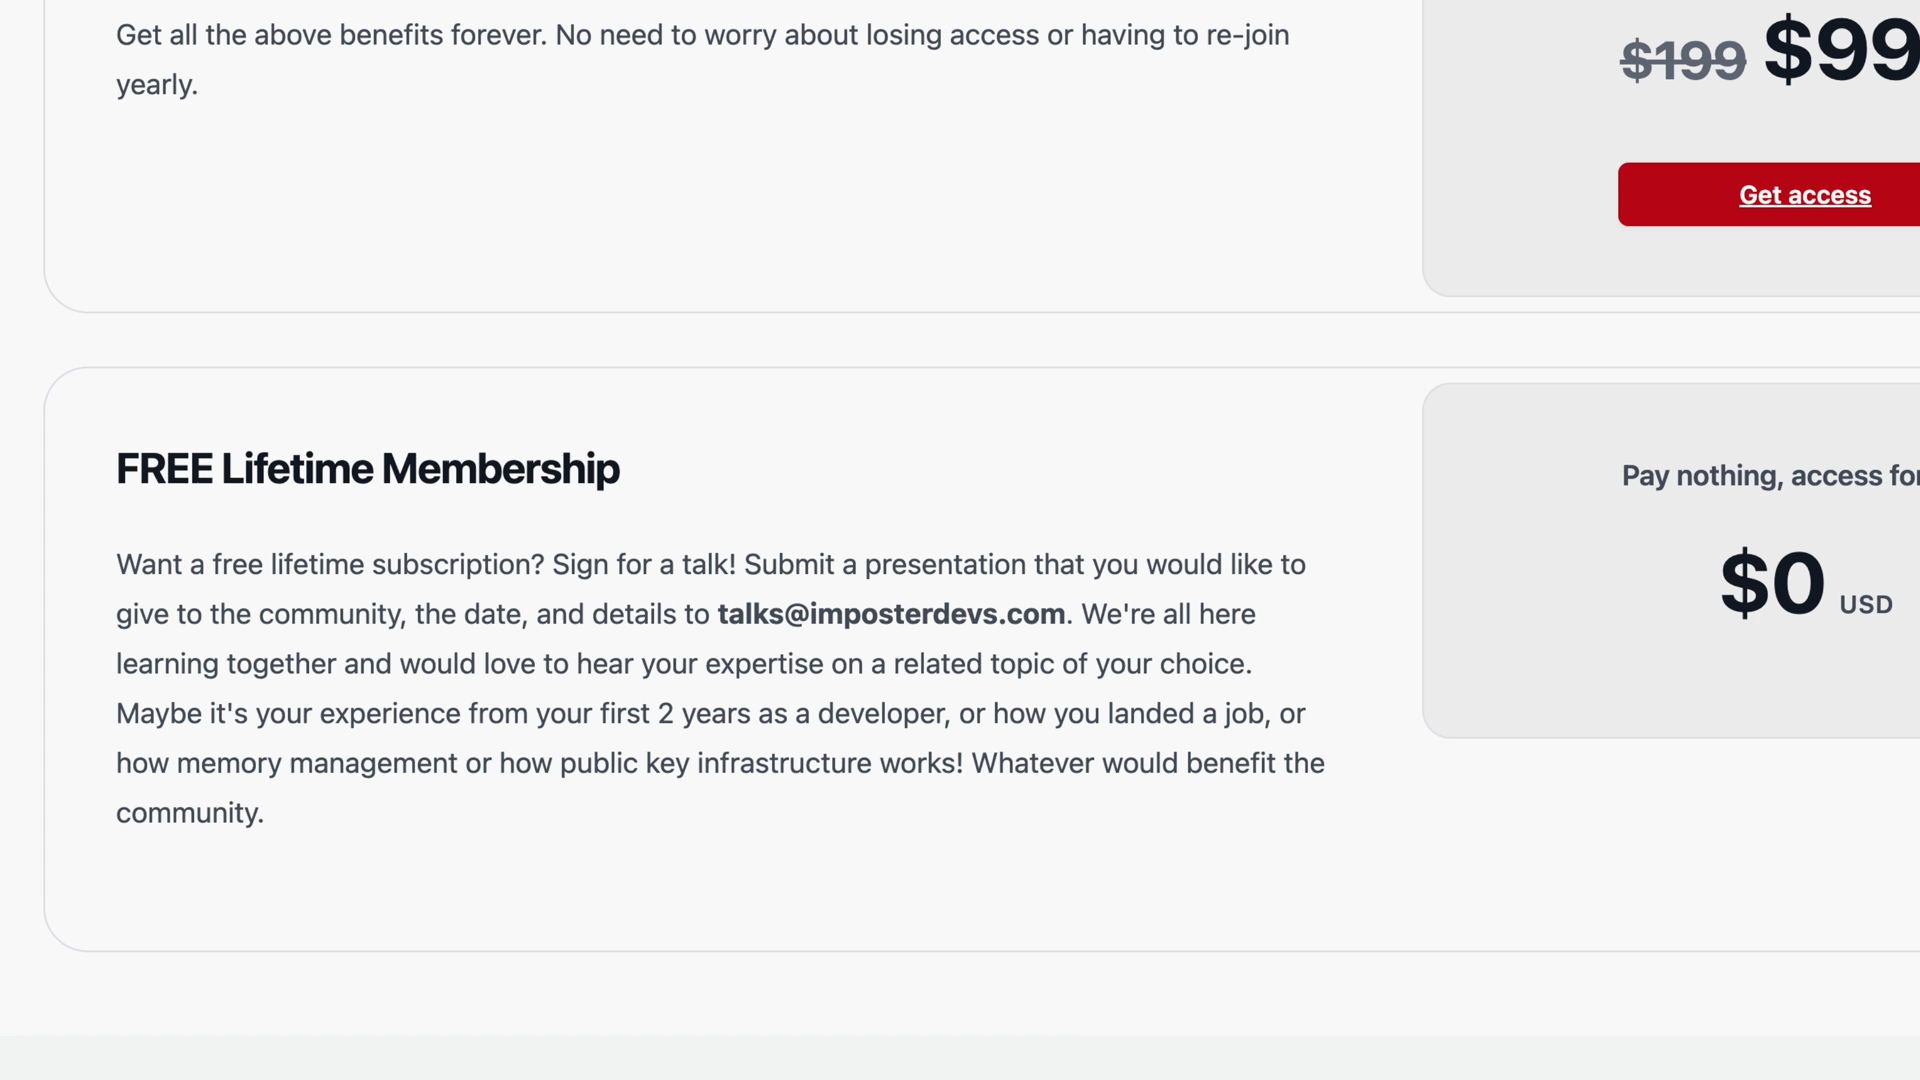 Get all the above benefits forever. No need to worry about losing access or having to re-join
yearly.
$199 $99
Get access
FREE Lifetime Membership
Want a free lifetime subscription? Sign for a talk! Submit a presentation that you would like to
give to the community, the date, and details to talks@imposterdevs.com. We're all here
learning together and would love to hear your expertise on a related topic of your choice.
Maybe it's your experience from your first 2 years as a developer, or how you landed a job, or
how memory management or how public key infrastructure works! Whatever would benefit the
community.
Pay nothing, access for
$0 USD